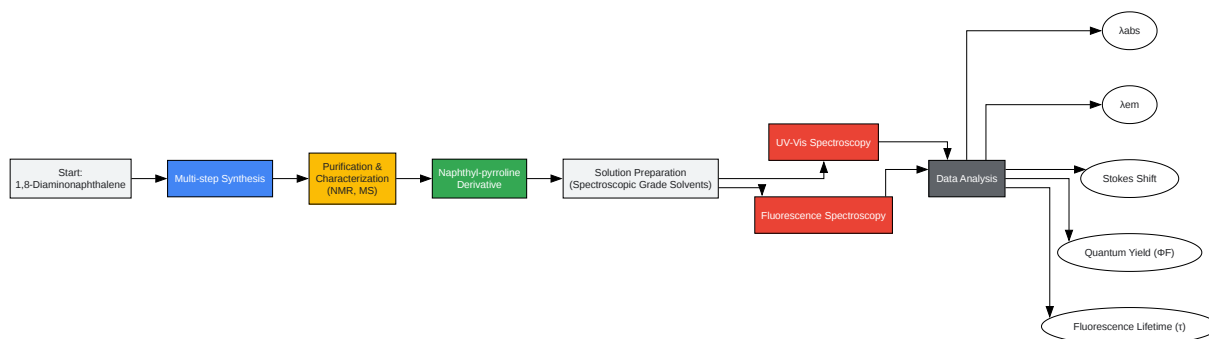 Start:
1,8-Diaminonaphthalene
Multi-step Synthesis
Purification &
Characterization
(NMR, MS)
Naphthyl-pyrroline
Derivative
Solution Preparation
(Spectroscopic Grade Solvents)
UV-Vis Spectroscopy
Fluorescence Spectroscopy
Data Analysis
λabs
λem
Stokes Shift
Quantum Yield (ΦF)
Fluorescence Lifetime (τ)